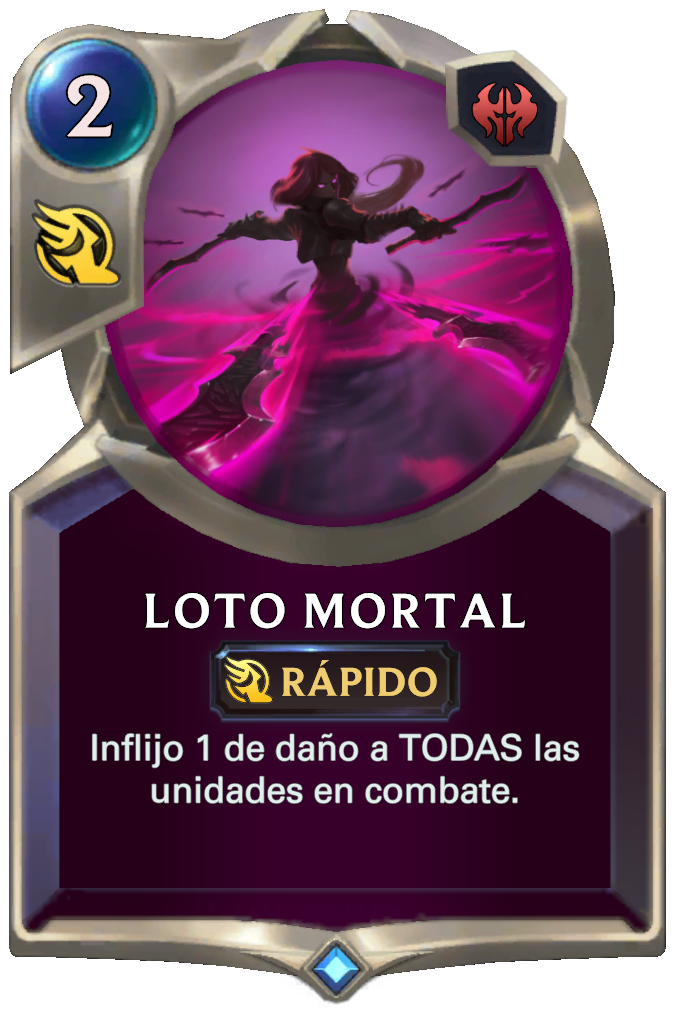 2
LOTO MORTAL
RÁPIDO
Inflijo 1 de daño a TODAS las
unidades en combate.